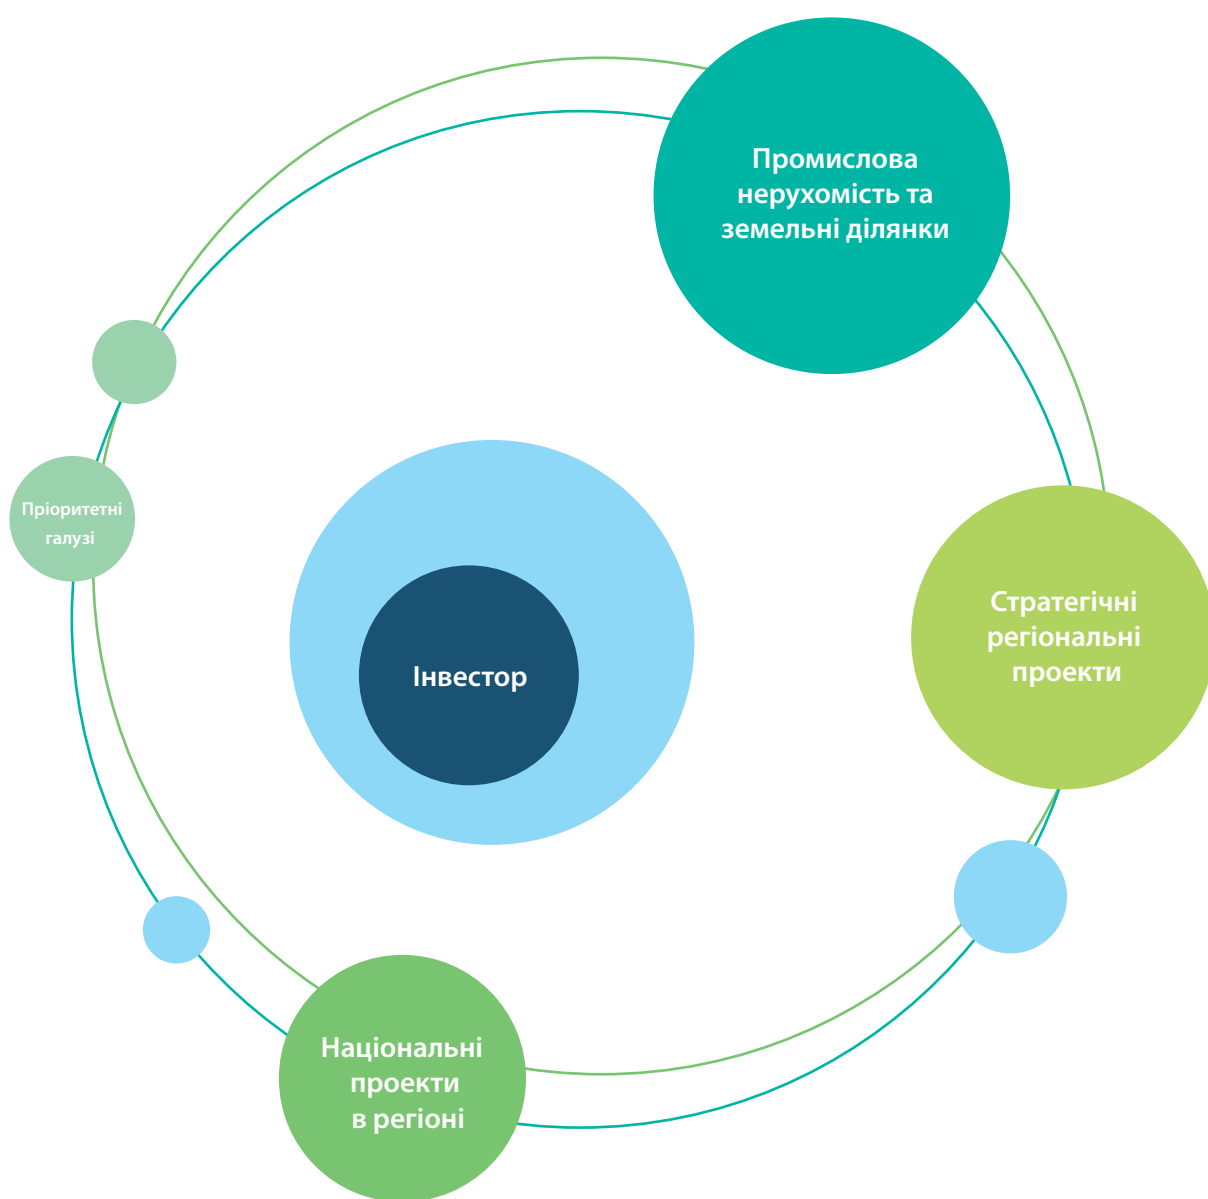 Промислова
нерухомість та
земельні ділянки
Пріоритетні
галузі
Стратегічні
регіональні
проекти
Інвестор
Національні
проекти
в регіоні